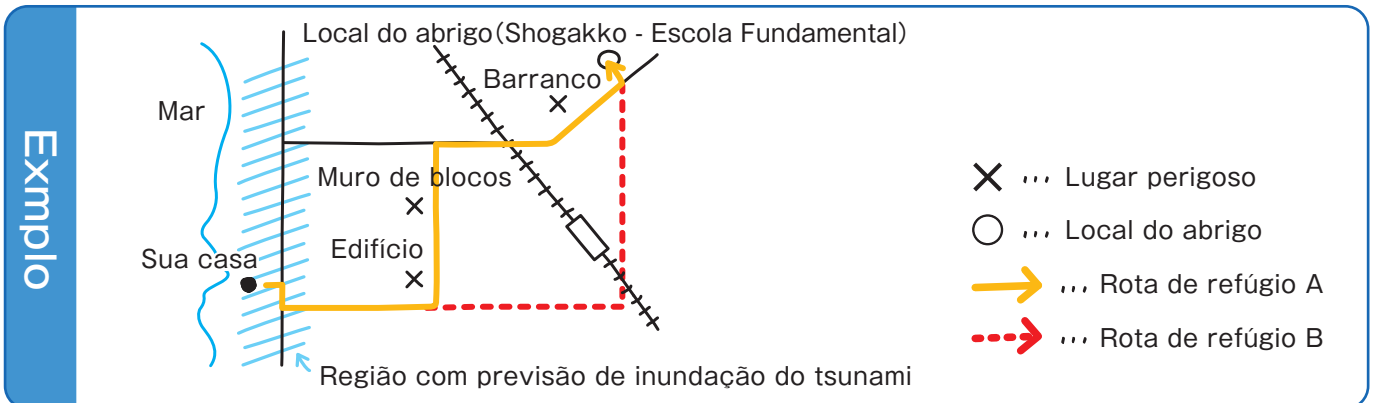 Exmplo
Local do abrigo(Shogakko - Escola Fundamental)
Barranco
Mar
Muro de blocos
Edifício
Sua casa
Região com previsão de inundação do tsunami
... Lugar perigoso
... Local do abrigo
... Rota de refúgio A
... Rota de refúgio B